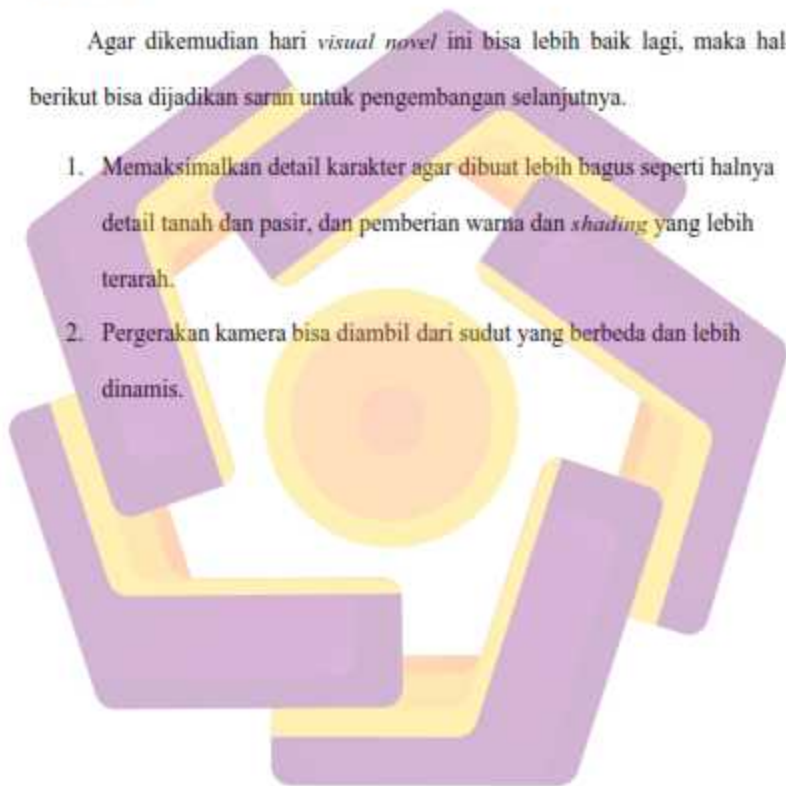 Agar dikemudian hari visual novel ini bisa lebih baik lagi, maka hal
berikut bisa dijadikan saran untuk pengembangan selanjutnya.
1. Memaksimalkan detail karakter agar dibuat lebih bagus seperti halnya
detail tanah dan pasir, dan pemberian warna dan shading yang lebih
terarah.
2. Pergerakan kamera bisa diambil dari sudut yang berbeda dan lebih
dinamis.